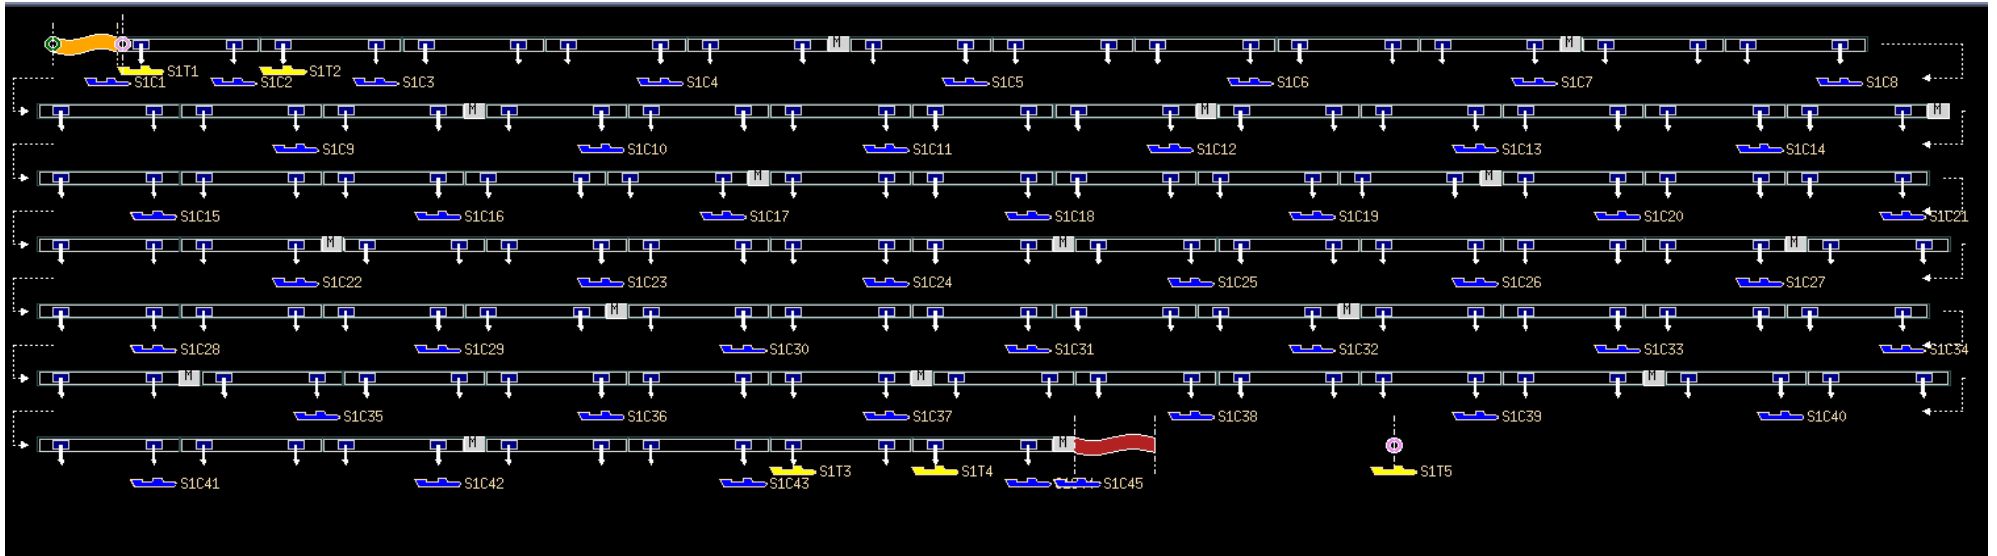 M M
S1T1 S1T2
S1C1 S1C2 S1C3 S1C4 S1C5 S1C6 S1C7 S1C8
M M M
S1C9 S1C10 S1C11 S1C12 S1C13 S1C14
M M
S1C15 S1C16 S1C17 S1C18 S1C19 S1C20 S1C21
M M M
S1C22 S1C23 S1C24 S1C25 S1C26 S1C27
M M
S1C28 S1C29 S1C30 S1C31 S1C32 S1C33 S1C34
M M M
S1C35 S1C36 S1C37 S1C38 S1C39 S1C40
M M
S1T3 S1T4 S1T5
S1C41 S1C42 S1C43 S1C45